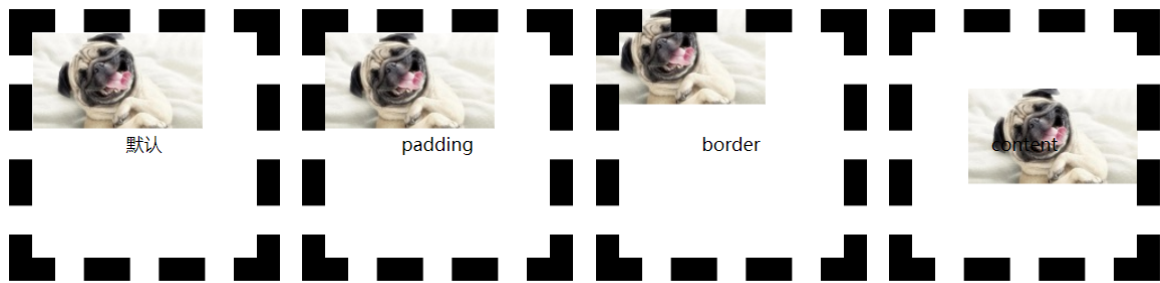 默认
padding
border
content